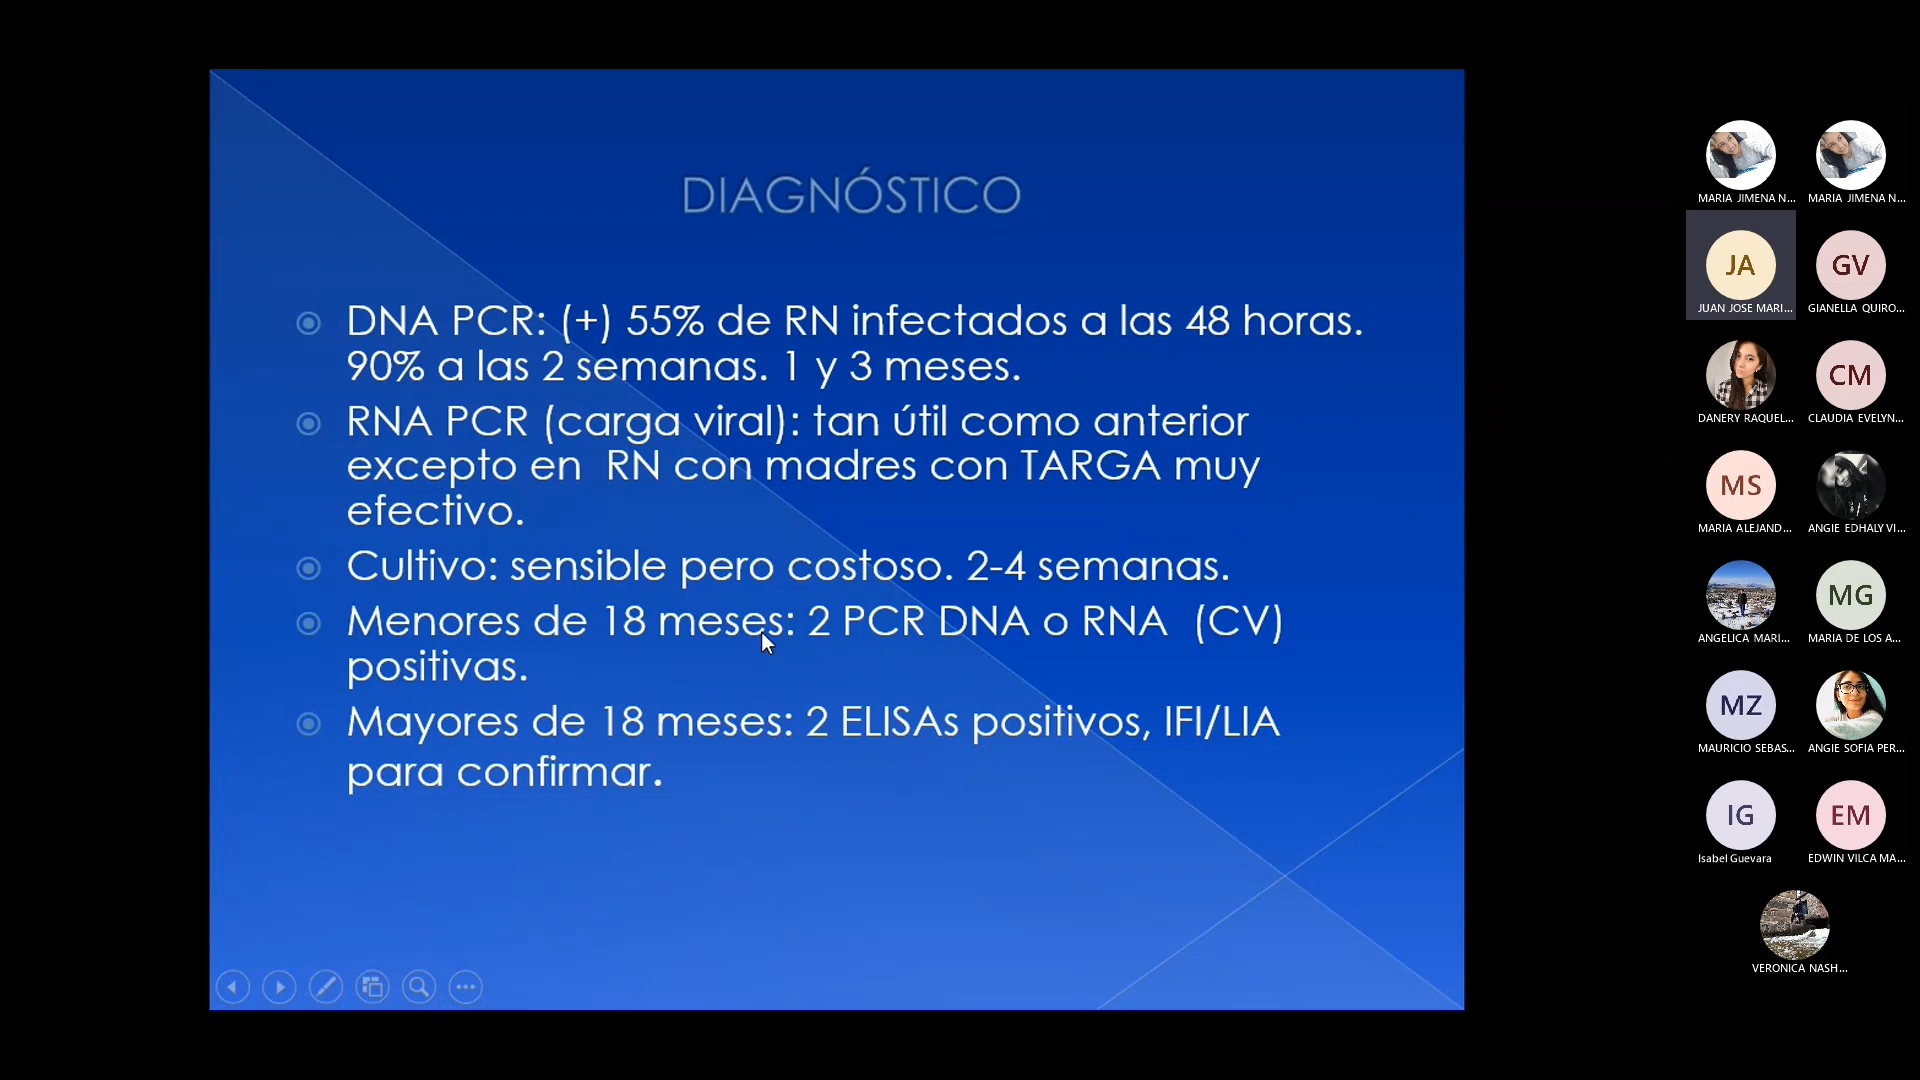 DIAGNÓSTICO
DNA PCR: (+) 55% de RN infectados a las 48 horas.
90% a las 2 semanas. 1 y 3 meses.
RNA PCR (carga viral): tan útil como anterior
excepto en RN con madres con TARGA muy
efectivo.
Cultivo: sensible pero costoso. 2-4 semanas.
Menores de 18 meses: 2 PCR DNA o RNA (CV)
positivas.
Mayores de 18 meses: 2 ELISAs positivos, IFI/LIA
para confirmar.
MARIA JIMENA N...
MARIA JIMENA N...
JA
JUAN JOSE MARI...
GV
GIANELLA QUIRO...
DANERY RAQUEL...
CM
CLAUDIA EVELYN...
MS
MARIA ALEJAND...
ANGIE EDHALY VI...
ANGELICA MARI...
MG
MARIA DE LOS A...
MZ
MAURICIO SEBAS...
ANGIE SOFIA PER...
IG
Isabel Guevara
EM
EDWIN VILCA MA...
VERONICA NASH...